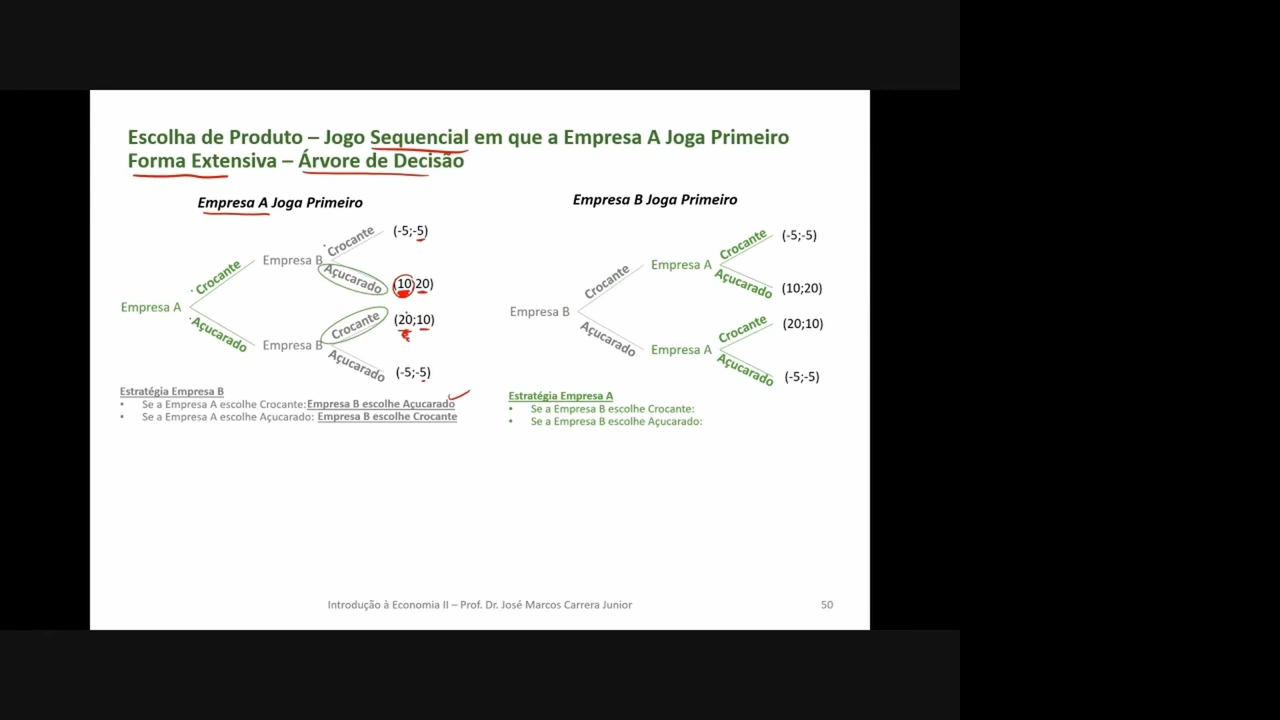 Escolha de Produto – Jogo Sequencial em que a Empresa A Joga Primeiro
Forma Extensiva – Árvore de Decisão
Empresa A Joga Primeiro
Crocante
(-5;-5)
Empresa B
Crocante
Açucarado
(10;20)
Empresa A
Açucarado
Crocante
(20;10)
Empresa B
Açucarado
(-5;-5)
Estratégia Empresa B
• Se a Empresa A escolhe Crocante: Empresa B escolhe Açucarado
• Se a Empresa A escolhe Açucarado: Empresa B escolhe Crocante
Empresa B Joga Primeiro
Crocante
(-5;-5)
Empresa A
Crocante
Açucarado
(10;20)
Empresa B
Açucarado
Crocante
(20;10)
Empresa A
Açucarado
(-5;-5)
Estratégia Empresa A
• Se a Empresa B escolhe Crocante:
• Se a Empresa B escolhe Açucarado:
Introdução à Economia II – Prof. Dr. José Marcos Carrera Junior
50